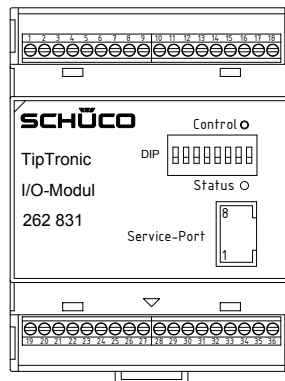 1 2 3 4 5 6 7 8 9 10 11 12 13 14 15 16 17 18
SCHÜCO
Control
TipTronic
DIP
I/O-Modul
Status
262 831
8
Service-Port
1
19 20 21 22 23 24 25 26 27 28 29 30 31 32 33 34 35 36